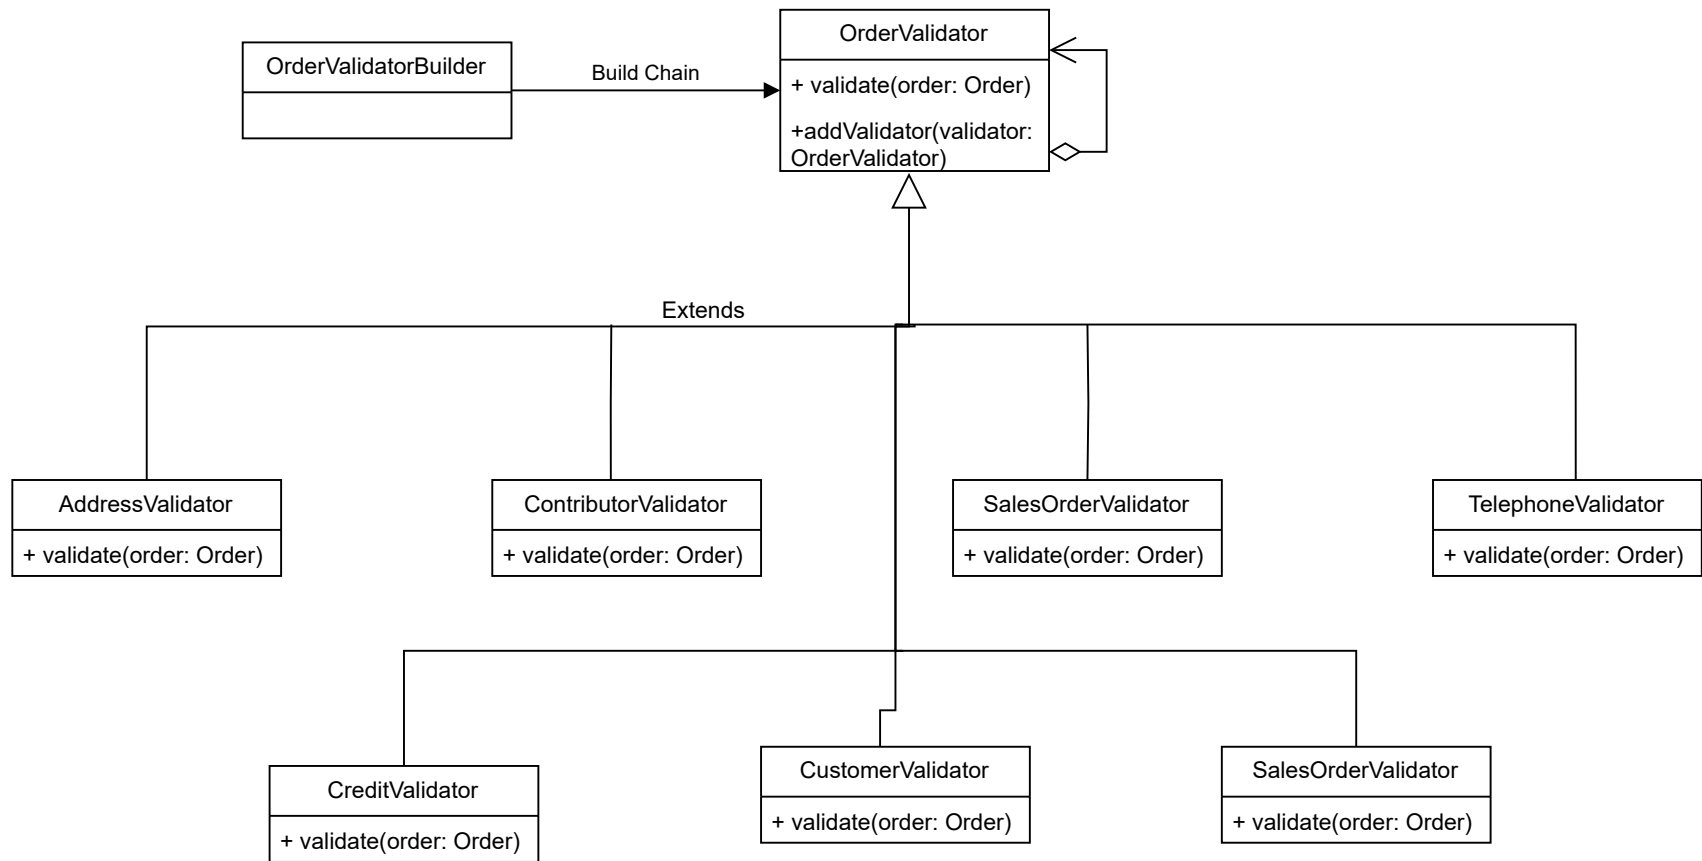 OrderValidator
OrderValidatorBuilder
Build Chain
+ validate(order: Order)
+addValidator(validator:
OrderValidator)
Extends
AddressValidator
+ validate(order: Order)
ContributorValidator
+ validate(order: Order)
SalesOrderValidator
+ validate(order: Order)
TelephoneValidator
+ validate(order: Order)
CreditValidator
+ validate(order: Order)
CustomerValidator
+ validate(order: Order)
SalesOrderValidator
+ validate(order: Order)